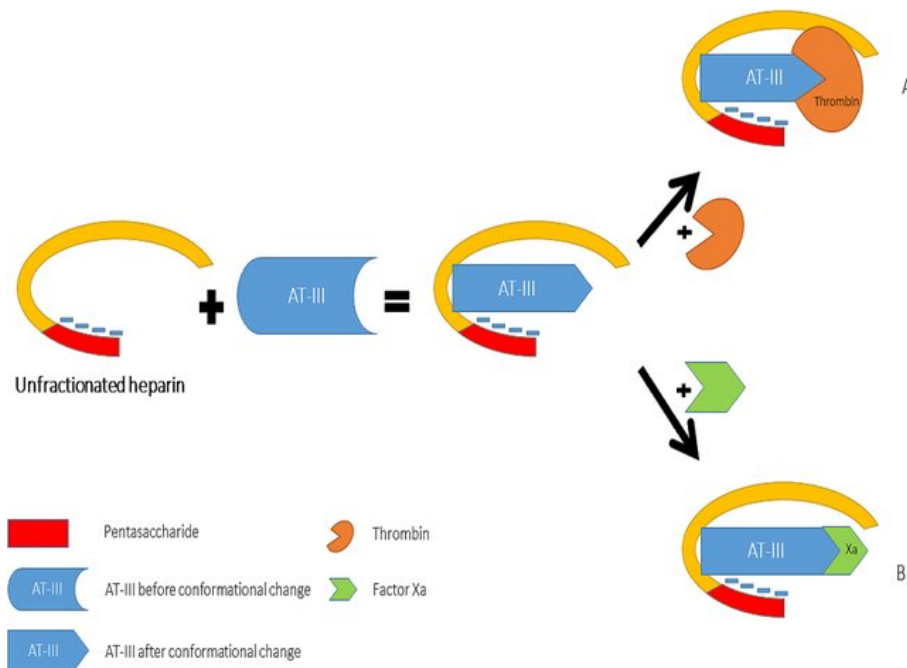 AT-III
Thrombin
A
+
AT-III
+
AT-III
=
Unfractionated heparin
+
Pentasaccharide
Thrombin
AT-III
Xa
B
AT-III
AT-III before conformational change
Factor Xa
AT-III
AT-III after conformational change